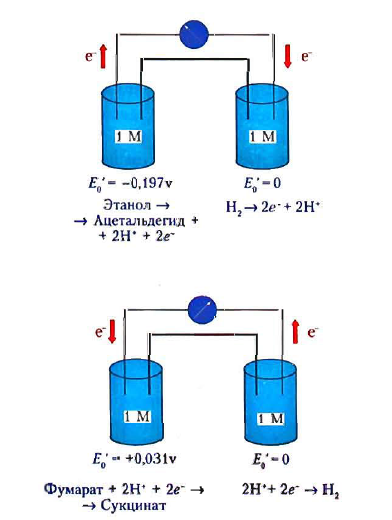 e⁻ e⁻
1 M 1 M
E₀′ = −0,197v E₀′ = 0
Этанол → H₂ → 2e⁻ + 2H⁺
→ Ацетальдегид +
+ 2H⁺ + 2e⁻
e⁻ e⁻
1 M 1 M
E₀′ = +0,031v E₀′ = 0
Фумарат + 2H⁺ + 2e⁻ → 2H⁺ + 2e⁻ → H₂
→ Сукцинат